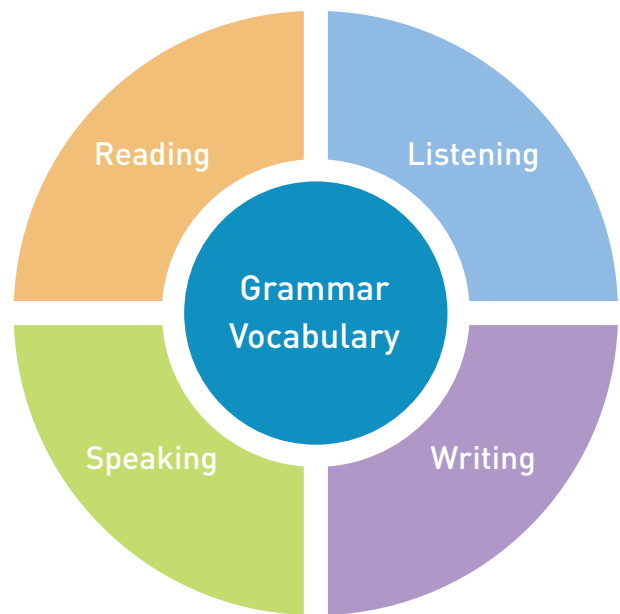 Reading
Listening
Grammar
Vocabulary
Speaking
Writing